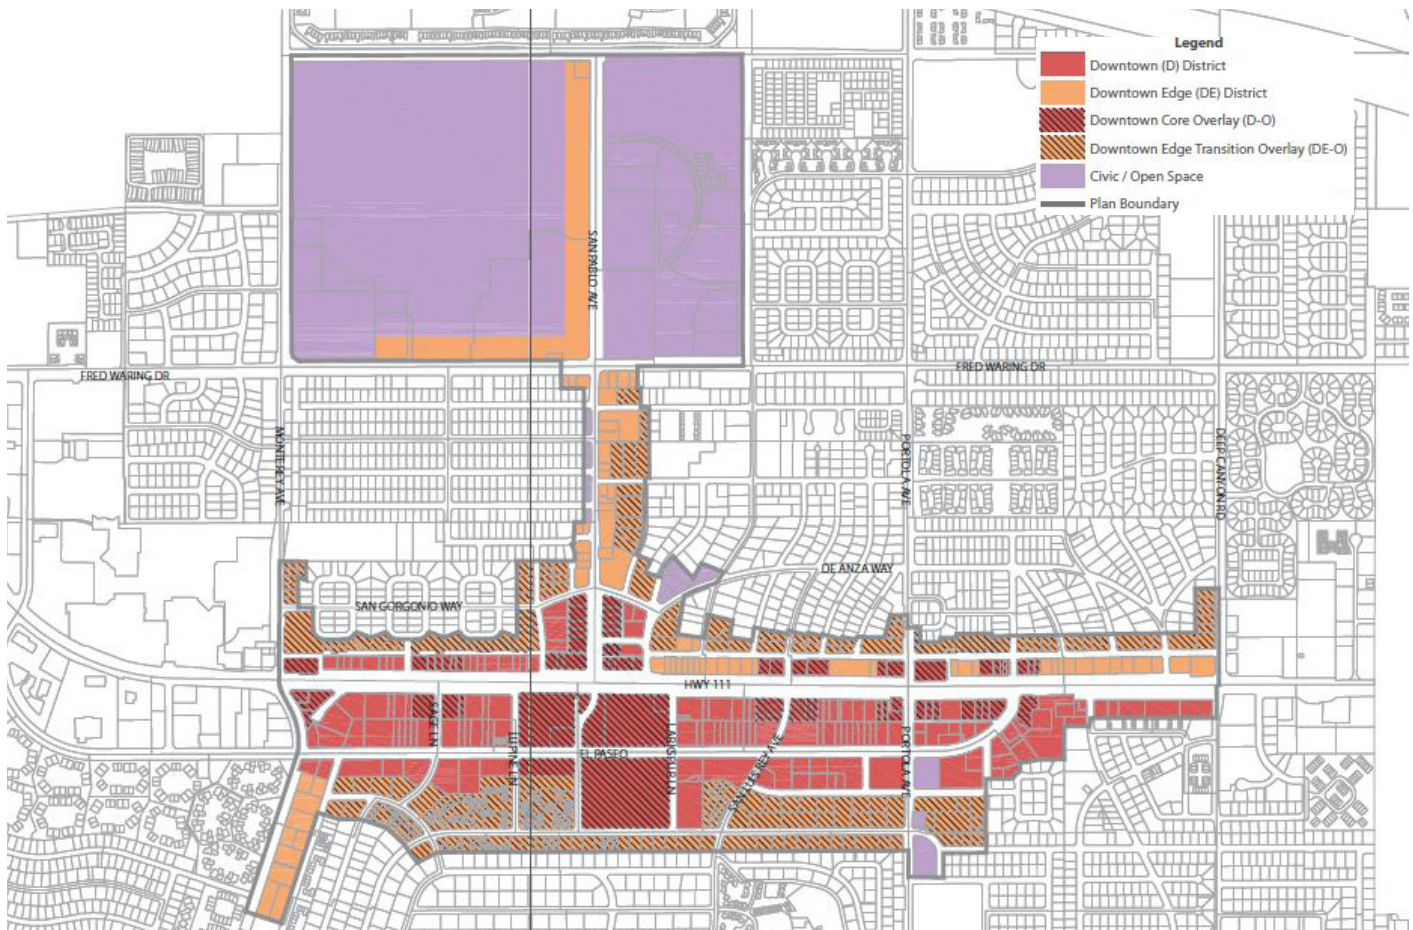 Legend
Downtown (D) District
Downtown Edge (DE) District
Downtown Core Overlay (D-O)
Downtown Edge Transition Overlay (DE-O)
Civic / Open Space
Plan Boundary
SAN PABLO AVE
FRED WARING DR
FRED WARING DR
MONTEREY AVE
PORTOLA AVE
DEEP CANYON RD
DE ANZA WAY
SAN GORGONIO WAY
HWY 111
SAGE LN
LUPINE LN
EL PASEO
LARKSPUR LN
SAN LUIS REY AVE
PORTOLA AVE